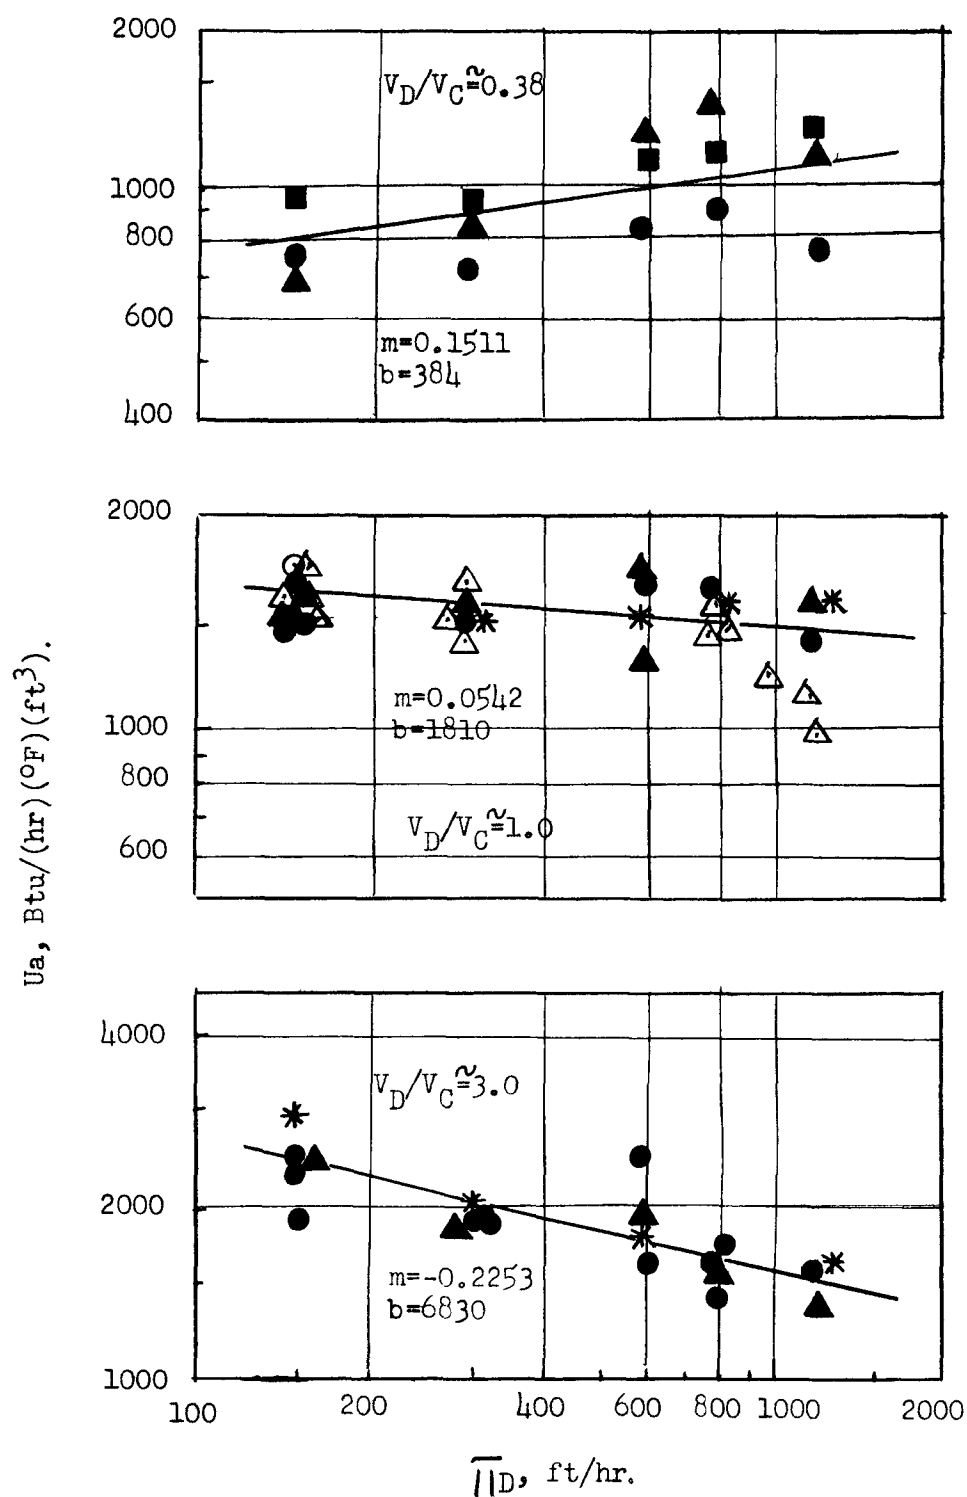 2000
V_D/V_C≅0.38
1000
800
600
m=0.1511
b=384
400
2000
m=0.0542
b=1810
1000
800
V_D/V_C≅1.0
600
Ua, Btu/(hr)(°F)(ft³).
4000
V_D/V_C≅3.0
2000
m=-0.2253
b=6830
1000
100 200 400 600 800 1000 2000
Π̅_D, ft/hr.